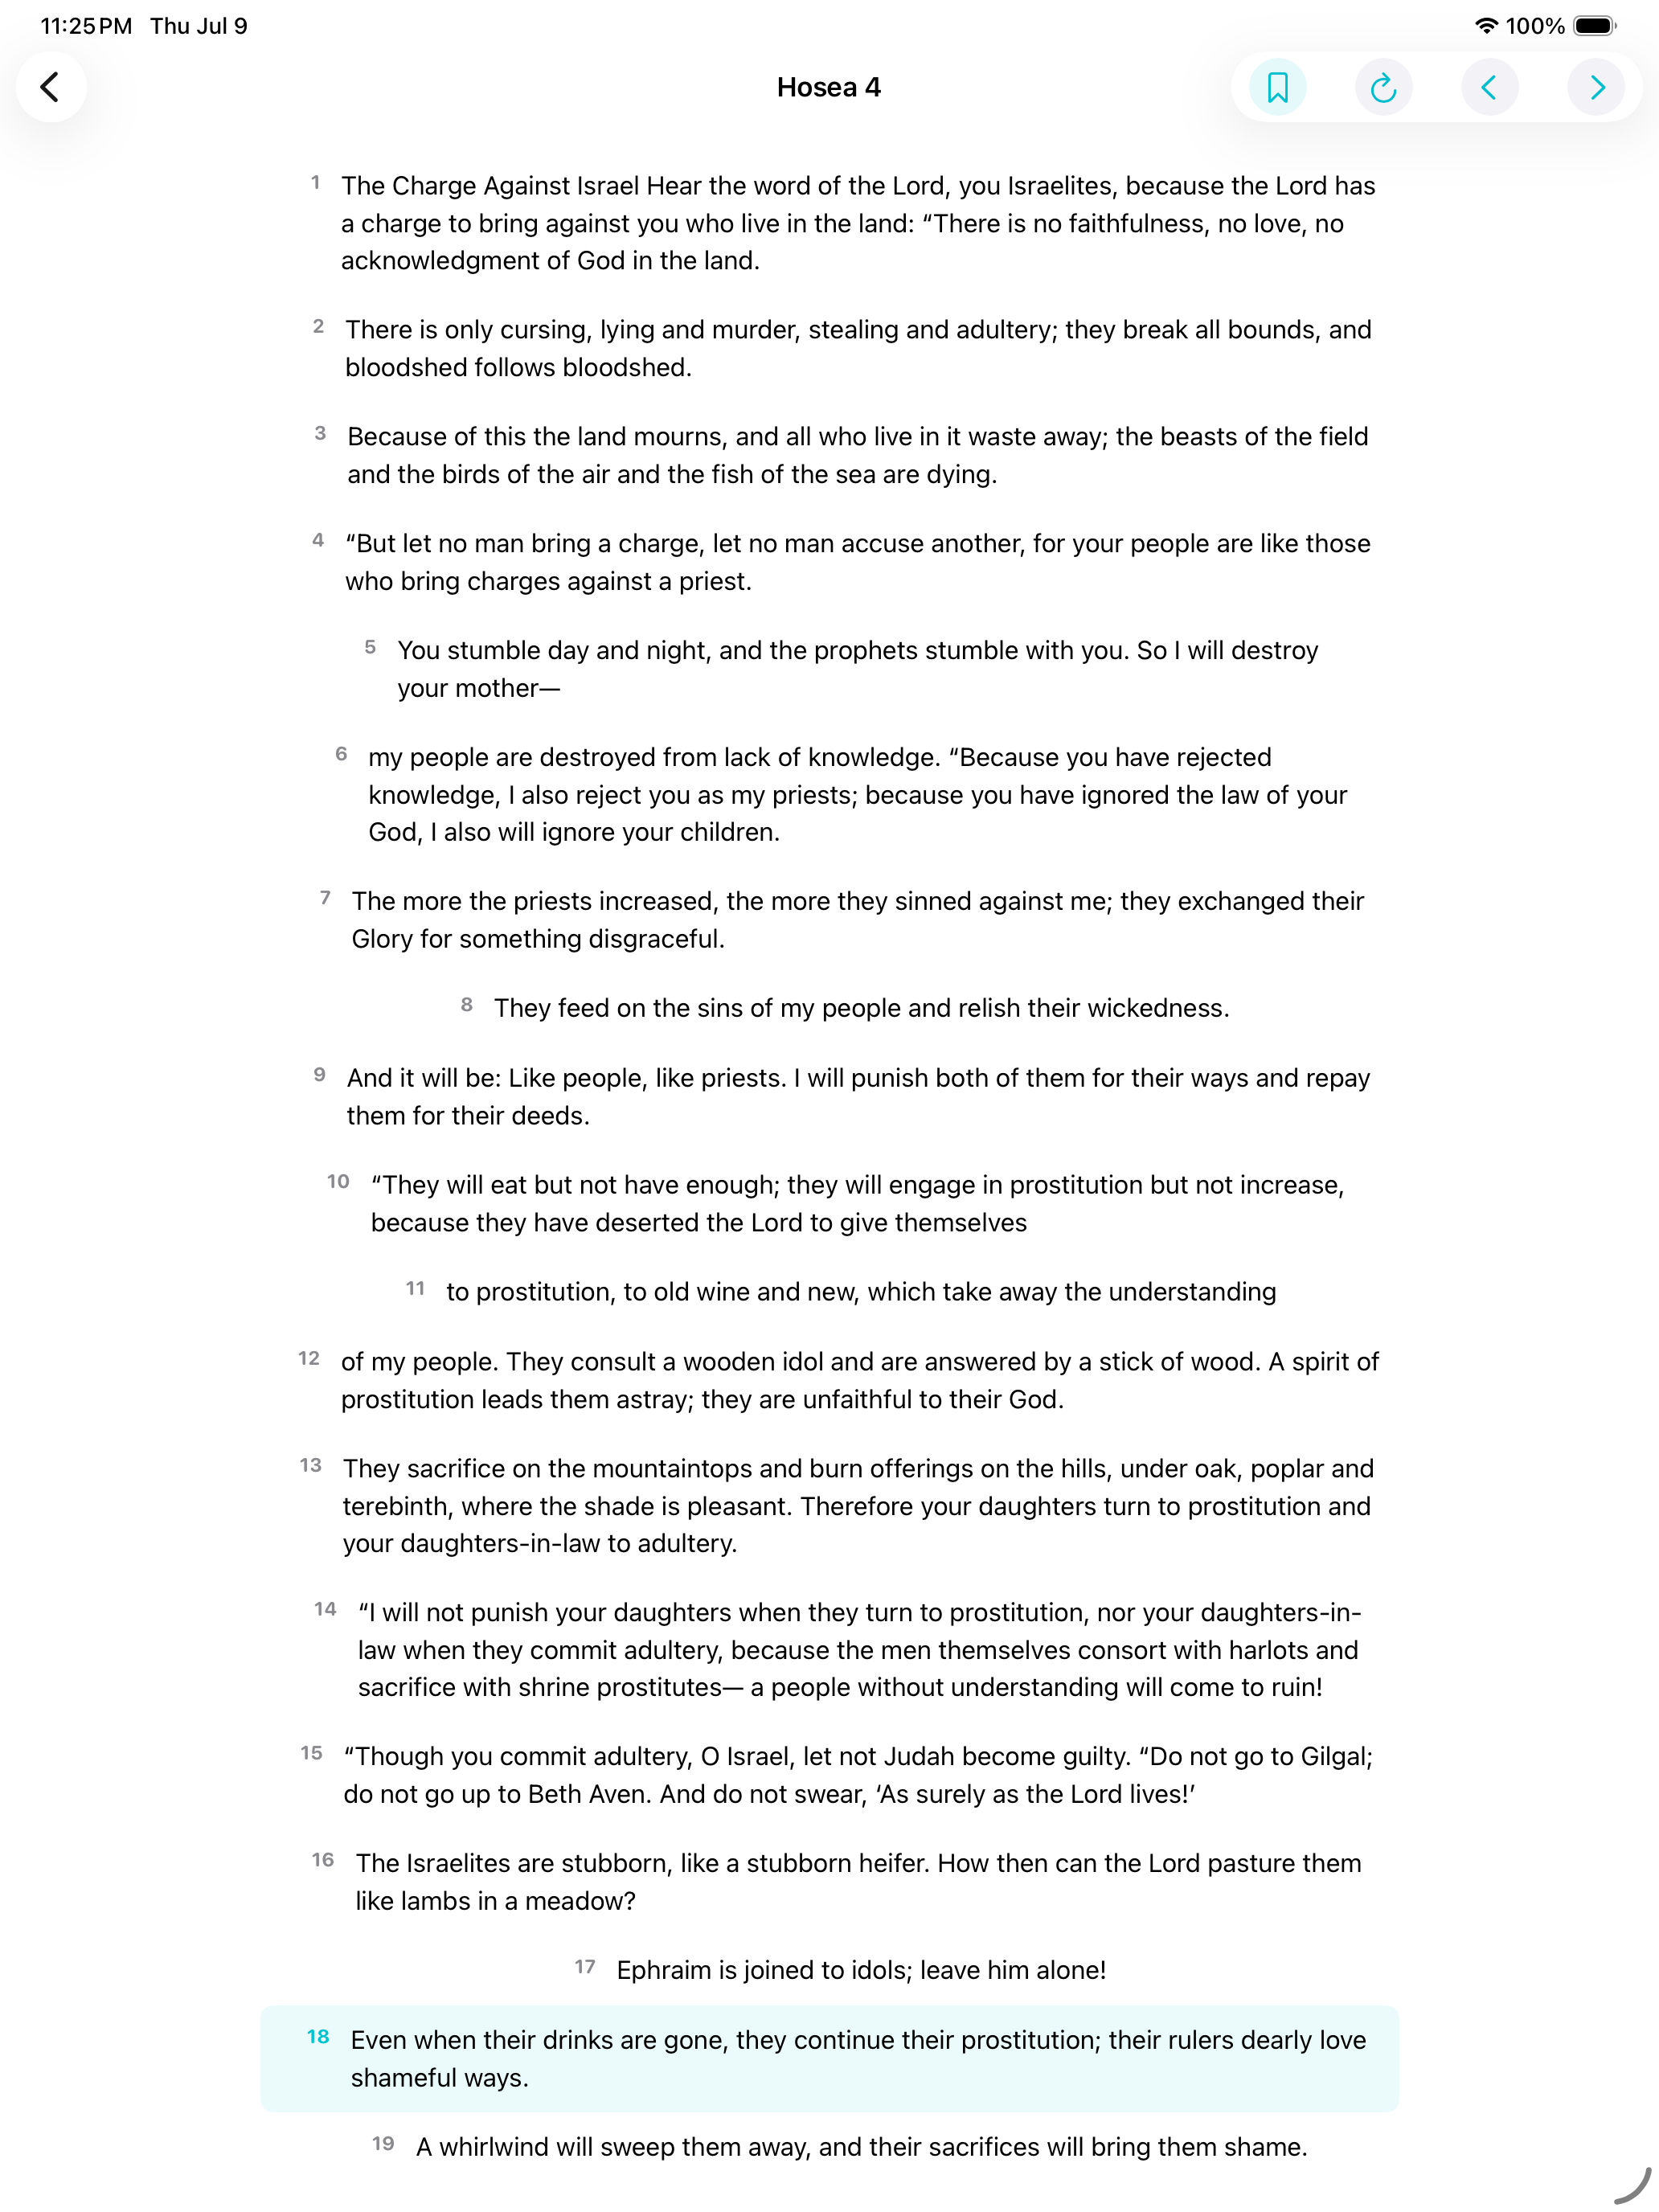 11:25 PM Thu Jul 9
100%
Hosea 4
1 The Charge Against Israel Hear the word of the Lord, you Israelites, because the Lord has
a charge to bring against you who live in the land: “There is no faithfulness, no love, no
acknowledgment of God in the land.
2 There is only cursing, lying and murder, stealing and adultery; they break all bounds, and
bloodshed follows bloodshed.
3 Because of this the land mourns, and all who live in it waste away; the beasts of the field
and the birds of the air and the fish of the sea are dying.
4 “But let no man bring a charge, let no man accuse another, for your people are like those
who bring charges against a priest.
5 You stumble day and night, and the prophets stumble with you. So I will destroy
your mother—
6 my people are destroyed from lack of knowledge. “Because you have rejected
knowledge, I also reject you as my priests; because you have ignored the law of your
God, I also will ignore your children.
7 The more the priests increased, the more they sinned against me; they exchanged their
Glory for something disgraceful.
8 They feed on the sins of my people and relish their wickedness.
9 And it will be: Like people, like priests. I will punish both of them for their ways and repay
them for their deeds.
10 “They will eat but not have enough; they will engage in prostitution but not increase,
because they have deserted the Lord to give themselves
11 to prostitution, to old wine and new, which take away the understanding
12 of my people. They consult a wooden idol and are answered by a stick of wood. A spirit of
prostitution leads them astray; they are unfaithful to their God.
13 They sacrifice on the mountaintops and burn offerings on the hills, under oak, poplar and
terebinth, where the shade is pleasant. Therefore your daughters turn to prostitution and
your daughters-in-law to adultery.
14 “I will not punish your daughters when they turn to prostitution, nor your daughters-in-
law when they commit adultery, because the men themselves consort with harlots and
sacrifice with shrine prostitutes— a people without understanding will come to ruin!
15 “Though you commit adultery, O Israel, let not Judah become guilty. “Do not go to Gilgal;
do not go up to Beth Aven. And do not swear, ‘As surely as the Lord lives!’
16 The Israelites are stubborn, like a stubborn heifer. How then can the Lord pasture them
like lambs in a meadow?
17 Ephraim is joined to idols; leave him alone!
18 Even when their drinks are gone, they continue their prostitution; their rulers dearly love
shameful ways.
19 A whirlwind will sweep them away, and their sacrifices will bring them shame.